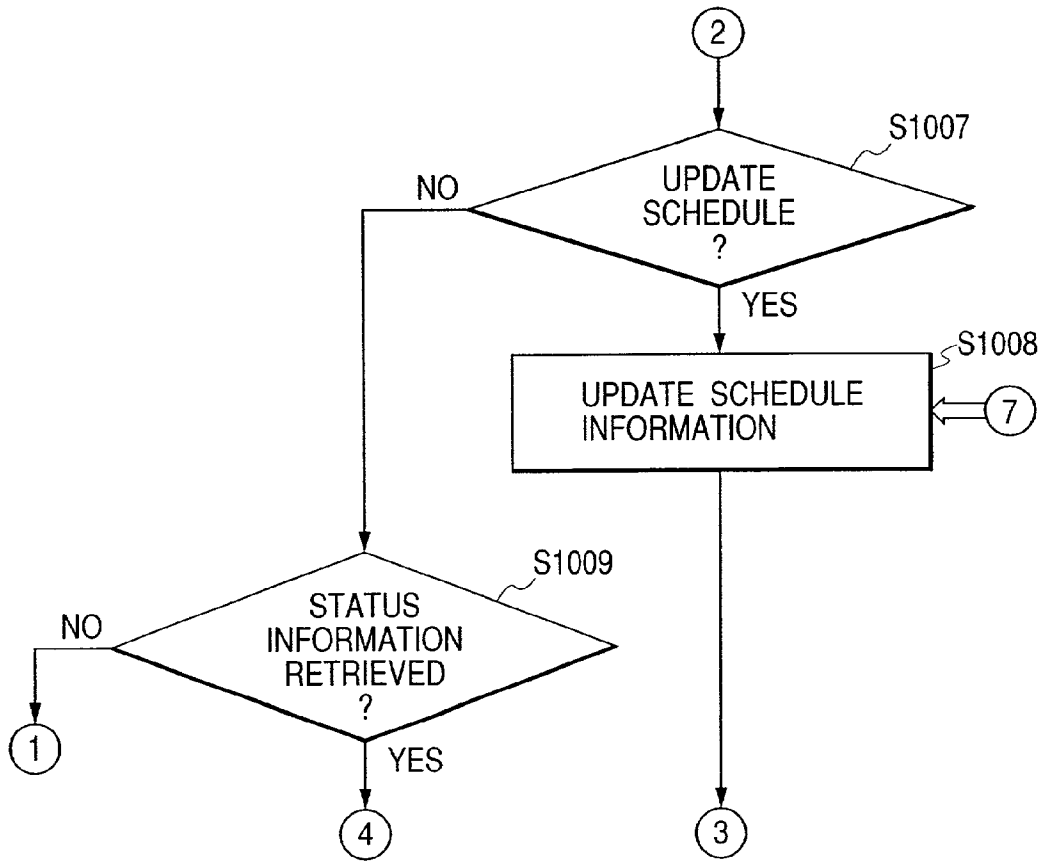 2
S1007
UPDATE
SCHEDULE
?
NO
YES
S1008
UPDATE SCHEDULE
INFORMATION
7
S1009
STATUS
INFORMATION
RETRIEVED
?
NO
YES
1
4
3